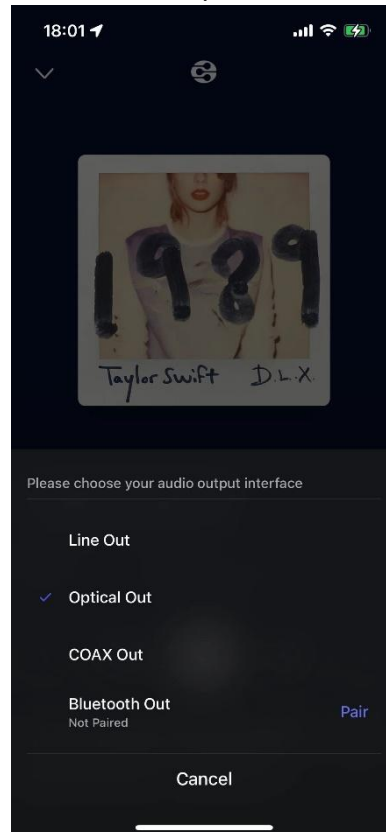 18:01
1989
Taylor Swift D.L.X.
Please choose your audio output interface
Line Out
Optical Out
COAX Out
Bluetooth Out
Not Paired
Pair
Cancel